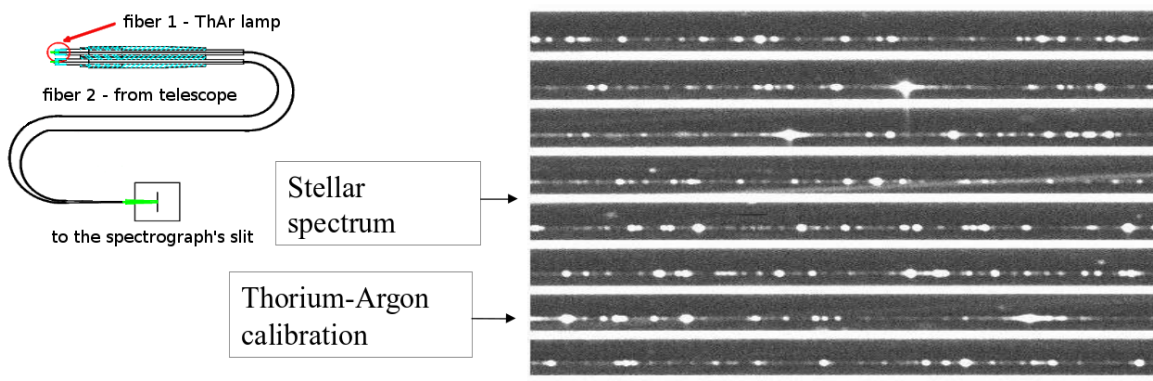 fiber 1 - ThAr lamp
fiber 2 - from telescope
to the spectrograph's slit
Stellar
spectrum
Thorium-Argon
calibration